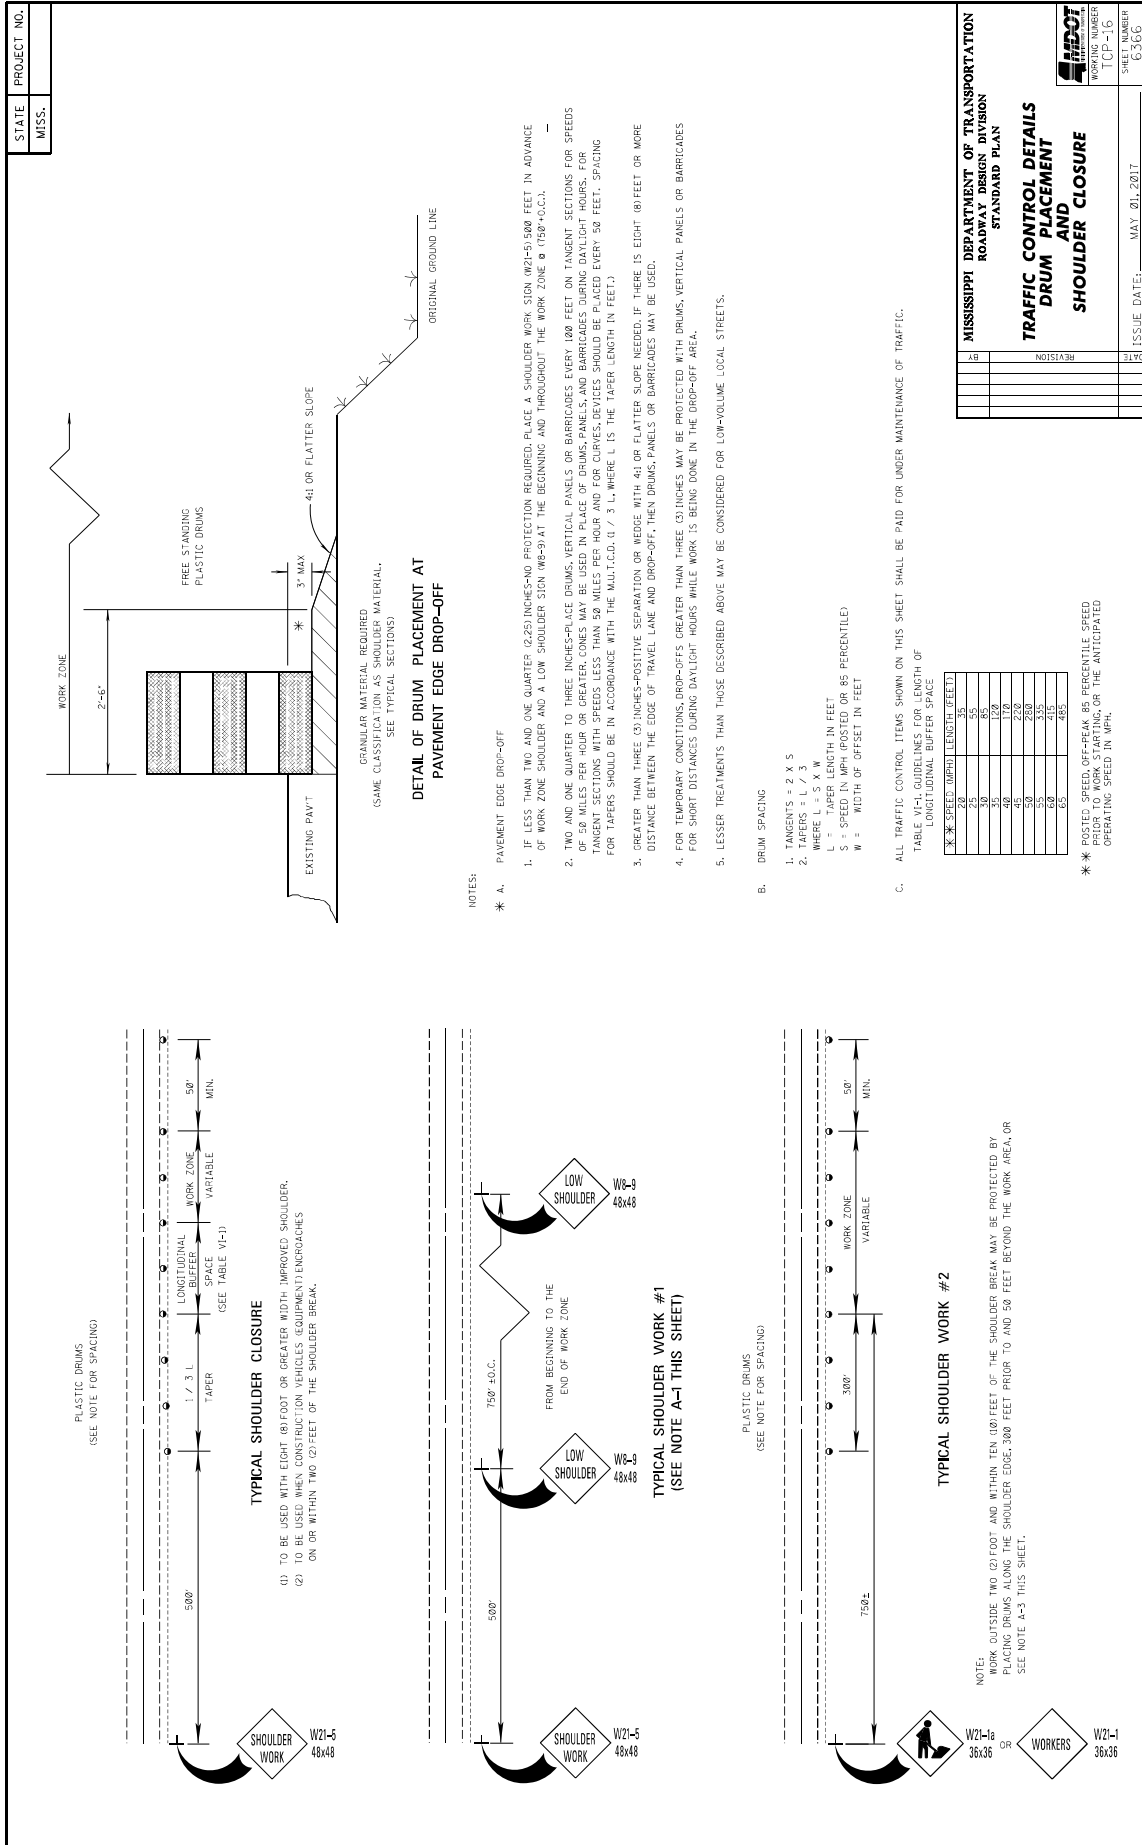 STATE PROJECT NO.
MISS.
PLASTIC DRUMS
(SEE NOTE FOR SPACING)
500'
1 / 3 L
TAPER
LONGITUDINAL
BUFFER
SPACE
(SEE TABLE VI-1)
WORK ZONE
VARIABLE
50'
MIN.
SHOULDER
WORK
W21-5
48x48
TYPICAL SHOULDER CLOSURE
(1) TO BE USED WITH EIGHT (8) FOOT OR GREATER WIDTH IMPROVED SHOULDER.
(2) TO BE USED WHEN CONSTRUCTION VEHICLES (EQUIPMENT) ENCROACHES
ON OR WITHIN TWO (2) FEET OF THE SHOULDER BREAK.
500'
750' ±O.C.
SHOULDER
WORK
W21-5
48x48
LOW
SHOULDER
W8-9
48x48
FROM BEGINNING TO THE
END OF WORK ZONE
LOW
SHOULDER
W8-9
48x48
TYPICAL SHOULDER WORK #1
(SEE NOTE A-1 THIS SHEET)
PLASTIC DRUMS
(SEE NOTE FOR SPACING)
300'
WORK ZONE
VARIABLE
50'
MIN.
750±
W21-1a
36x36
OR
WORKERS
W21-1
36x36
TYPICAL SHOULDER WORK #2
NOTE:
WORK OUTSIDE TWO (2) FOOT AND WITHIN TEN (10) FEET OF THE SHOULDER BREAK MAY BE PROTECTED BY
PLACING DRUMS ALONG THE SHOULDER EDGE, 300 FEET PRIOR TO AND 50 FEET BEYOND THE WORK AREA, OR
SEE NOTE A-3 THIS SHEET.
WORK ZONE
2'-6"
FREE STANDING
PLASTIC DRUMS
* 3" MAX
4:1 OR FLATTER SLOPE
EXISTING PAV'T
ORIGINAL GROUND LINE
GRANULAR MATERIAL REQUIRED
(SAME CLASSIFICATION AS SHOULDER MATERIAL.
SEE TYPICAL SECTIONS)
DETAIL OF DRUM PLACEMENT AT
PAVEMENT EDGE DROP-OFF
NOTES:
* A. PAVEMENT EDGE DROP-OFF
1. IF LESS THAN TWO AND ONE QUARTER (2.25) INCHES-NO PROTECTION REQUIRED. PLACE A SHOULDER WORK SIGN (W21-5) 500 FEET IN ADVANCE
OF WORK ZONE SHOULDER AND A LOW SHOULDER SIGN (W8-9) AT THE BEGINNING AND THROUGHOUT THE WORK ZONE @ (750'+O.C.).
2. TWO AND ONE QUARTER TO THREE INCHES-PLACE DRUMS, VERTICAL PANELS OR BARRICADES EVERY 100 FEET ON TANGENT SECTIONS FOR SPEEDS
OF 50 MILES PER HOUR OR GREATER. CONES MAY BE USED IN PLACE OF DRUMS, PANELS, AND BARRICADES DURING DAYLIGHT HOURS. FOR
TANGENT SECTIONS WITH SPEEDS LESS THAN 50 MILES PER HOUR AND FOR CURVES, DEVICES SHOULD BE PLACED EVERY 50 FEET. SPACING
FOR TAPERS SHOULD BE IN ACCORDANCE WITH THE M.U.T.C.D. (1 / 3 L, WHERE L IS THE TAPER LENGTH IN FEET.)
3. GREATER THAN THREE (3) INCHES-POSITIVE SEPARATION OR WEDGE WITH 4:1 OR FLATTER SLOPE NEEDED. IF THERE IS EIGHT (8) FEET OR MORE
DISTANCE BETWEEN THE EDGE OF TRAVEL LANE AND DROP-OFF, THEN DRUMS, PANELS OR BARRICADES MAY BE USED.
4. FOR TEMPORARY CONDITIONS, DROP-OFFS GREATER THAN THREE (3) INCHES MAY BE PROTECTED WITH DRUMS, VERTICAL PANELS OR BARRICADES
FOR SHORT DISTANCES DURING DAYLIGHT HOURS WHILE WORK IS BEING DONE IN THE DROP-OFF AREA.
5. LESSER TREATMENTS THAN THOSE DESCRIBED ABOVE MAY BE CONSIDERED FOR LOW-VOLUME LOCAL STREETS.
B. DRUM SPACING
1. TANGENTS = 2 X S
2. TAPERS = L / 3
WHERE L = S X W
L = TAPER LENGTH IN FEET
S = SPEED IN MPH (POSTED OR 85 PERCENTILE)
W = WIDTH OF OFFSET IN FEET
C. ALL TRAFFIC CONTROL ITEMS SHOWN ON THIS SHEET SHALL BE PAID FOR UNDER MAINTENANCE OF TRAFFIC.
TABLE VI-1. GUIDELINES FOR LENGTH OF
LONGITUDINAL BUFFER SPACE
** SPEED (MPH) LENGTH (FEET)
20 35
25 55
30 85
35 120
40 170
45 220
50 280
55 335
60 415
65 485
** POSTED SPEED, OFF-PEAK 85 PERCENTILE SPEED
PRIOR TO WORK STARTING, OR THE ANTICIPATED
OPERATING SPEED IN MPH.
BY
REVISION
DATE
MISSISSIPPI DEPARTMENT OF TRANSPORTATION
ROADWAY DESIGN DIVISION
STANDARD PLAN
TRAFFIC CONTROL DETAILS
DRUM PLACEMENT
AND
SHOULDER CLOSURE
ISSUE DATE: MAY 01, 2017
MDOT
WORKING NUMBER
TCP-16
SHEET NUMBER
6366